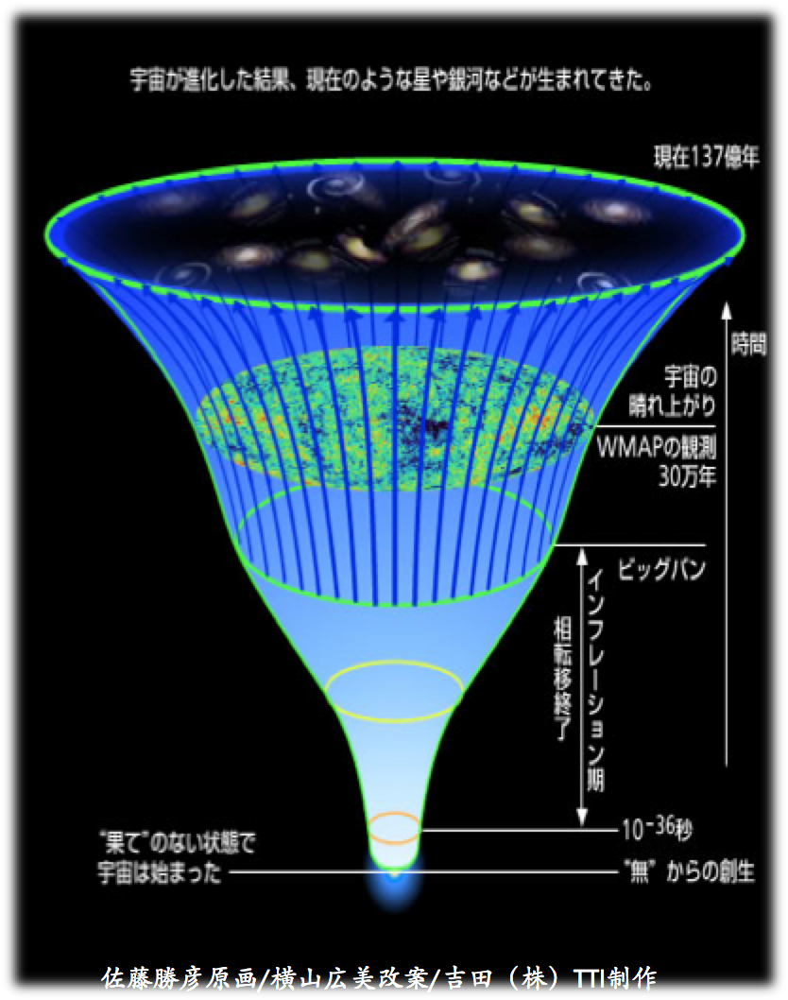 宇宙が進化した結果、現在のような星や銀河などが生まれてきた。
現在137億年
時間
宇宙の
晴れ上がり
WMAPの観測
30万年
ビッグバン
インフレーション期
相転移終了
10⁻³⁶秒
“果て”のない状態で
宇宙は始まった
“無”からの創生
佐藤勝彦原画/横山広美改案/吉田（株）TTI制作